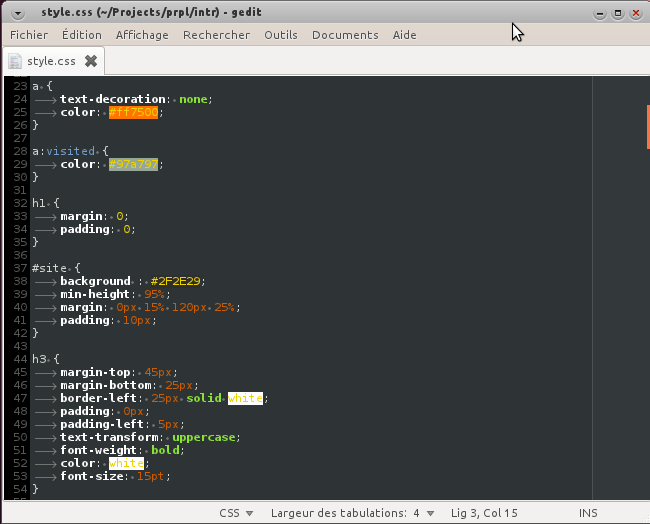 style.css (~/Projects/prpl/intr) - gedit
Fichier Édition Affichage Rechercher Outils Documents Aide
style.css
23 a {
24 text-decoration: none;
25 color: #ff7500;
26 }
27
28 a:visited {
29 color: #97a797;
30 }
31
32 h1 {
33 margin: 0;
34 padding: 0;
35 }
36
37 #site {
38 background : #2F2E29;
39 min-height: 95%;
40 margin: 0px 15% 120px 25%;
41 padding: 10px;
42 }
43
44 h3 {
45 margin-top: 45px;
46 margin-bottom: 25px;
47 border-left: 25px solid white;
48 padding: 0px;
49 padding-left: 5px;
50 text-transform: uppercase;
51 font-weight: bold;
52 color: white;
53 font-size: 15pt;
54 }
CSS Largeur des tabulations: 4 Lig 3, Col 15 INS